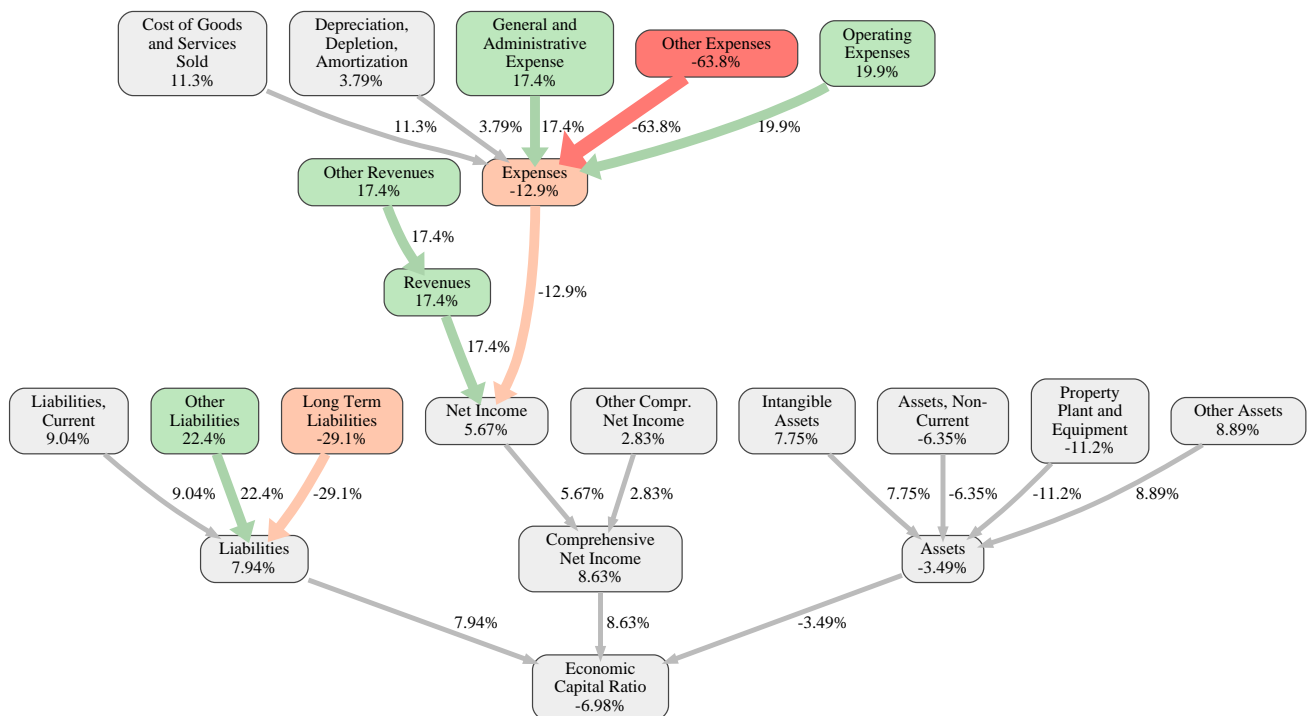 Cost of Goods
and Services
Sold
11.3%
Depreciation,
Depletion,
Amortization
3.79%
General and
Administrative
Expense
17.4%
Other Expenses
-63.8%
Operating
Expenses
19.9%
11.3%
3.79%
17.4%
-63.8%
19.9%
Other Revenues
17.4%
Expenses
-12.9%
17.4%
Revenues
17.4%
-12.9%
17.4%
Liabilities,
Current
9.04%
Other
Liabilities
22.4%
Long Term
Liabilities
-29.1%
Net Income
5.67%
Other Compr.
Net Income
2.83%
Intangible
Assets
7.75%
Assets, Non-
Current
-6.35%
Property
Plant and
Equipment
-11.2%
Other Assets
8.89%
9.04%
22.4%
-29.1%
5.67%
2.83%
7.75%
-6.35%
-11.2%
8.89%
Liabilities
7.94%
Comprehensive
Net Income
8.63%
Assets
-3.49%
7.94%
8.63%
-3.49%
Economic
Capital Ratio
-6.98%